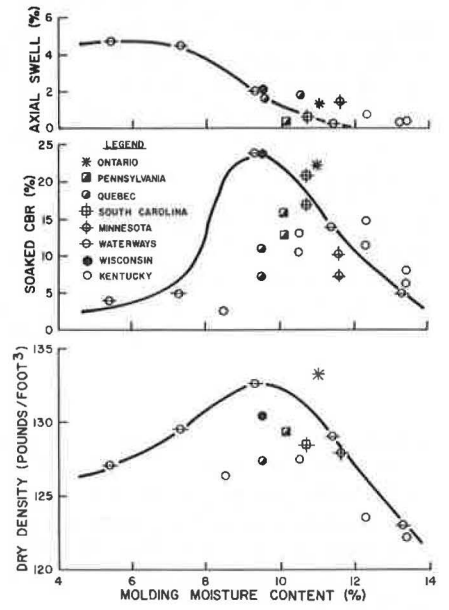 AXIAL SWELL (%)
6
4
2
0
SOAKED CBR (%)
25
20
15
10
5
0
LEGEND
ONTARIO
PENNSYLVANIA
QUEBEC
SOUTH CAROLINA
MINNESOTA
WATERWAYS
WISCONSIN
KENTUCKY
DRY DENSITY (POUNDS/FOOT³)
135
130
125
120
4 6 8 10 12 14
MOLDING MOISTURE CONTENT (%)